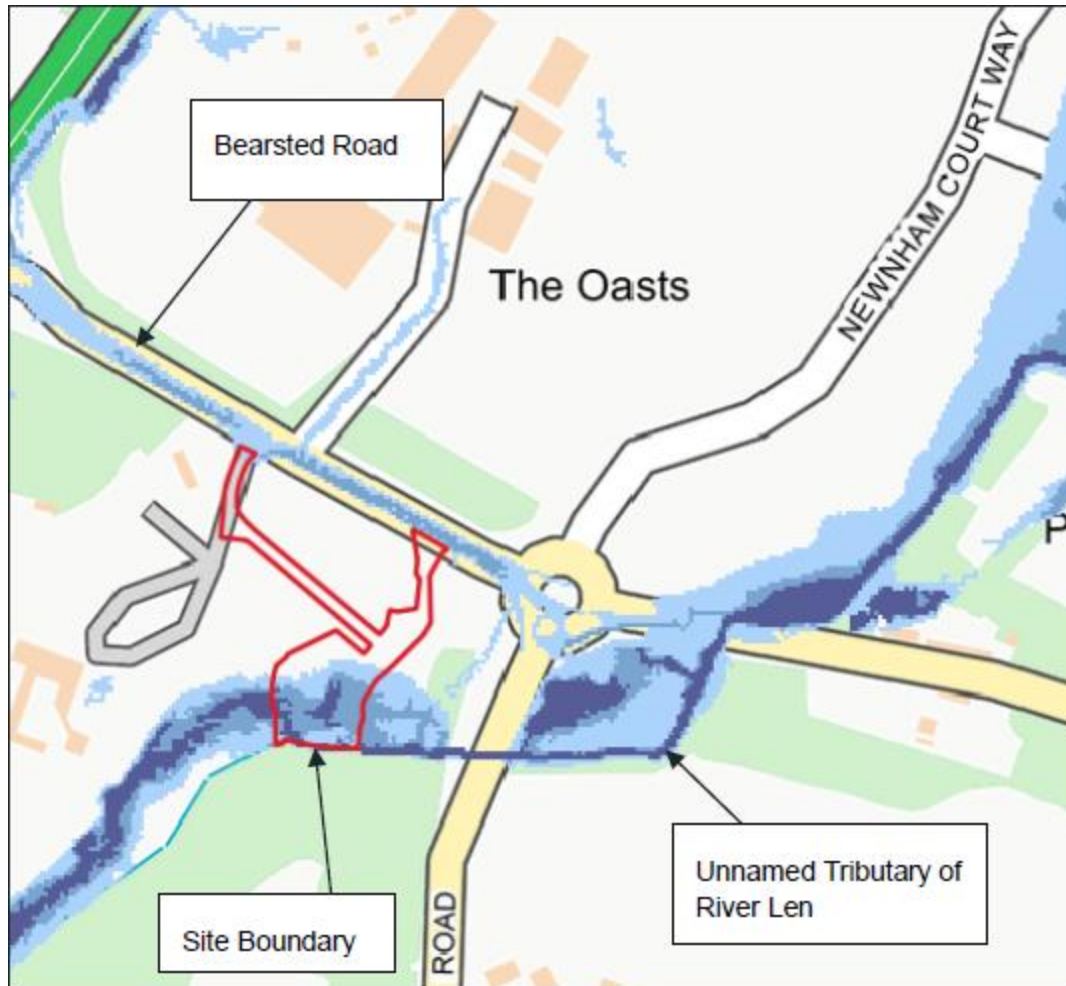 Bearsted Road
NEWNHAM COURT WAY
The Oasts
P
Unnamed Tributary of
River Len
Site Boundary
ROAD